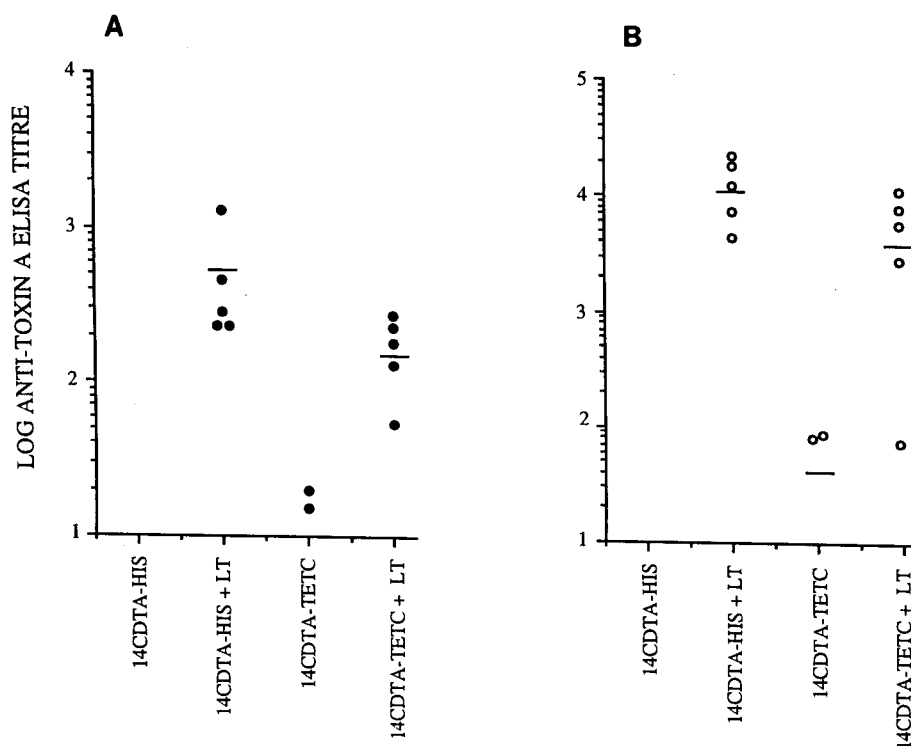 A
B
LOG ANTI-TOXIN A ELISA TITRE
4
3
2
1
14CDTA-HIS
14CDTA-HIS + LT
14CDTA-TETC
14CDTA-TETC + LT
5
4
3
2
1
14CDTA-HIS
14CDTA-HIS + LT
14CDTA-TETC
14CDTA-TETC + LT